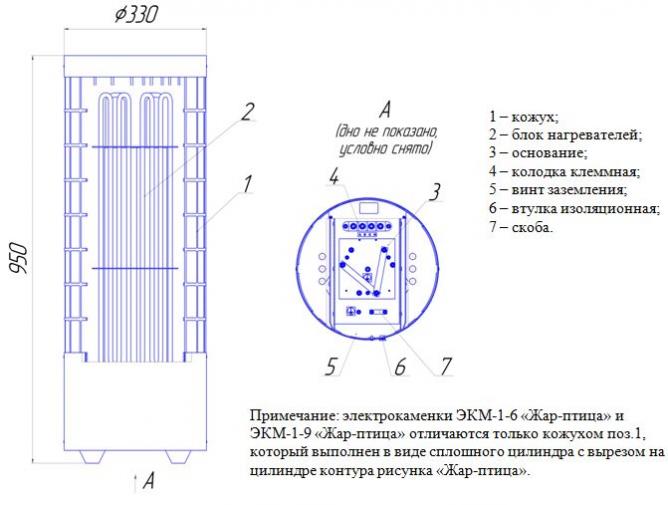 ϕ330
950
2
1
А
А
(дно не показано,
условно снято)
4
3
5
6
7
1 – кожух;
2 – блок нагревателей;
3 – основание;
4 – колодка клеммная;
5 – винт заземления;
6 – втулка изоляционная;
7 – скоба.
Примечание: электрокаменки ЭКМ-1-6 «Жар-птица» и
ЭКМ-1-9 «Жар-птица» отличаются только кожухом поз.1,
который выполнен в виде сплошного цилиндра с вырезом на
цилиндре контура рисунка «Жар-птица».